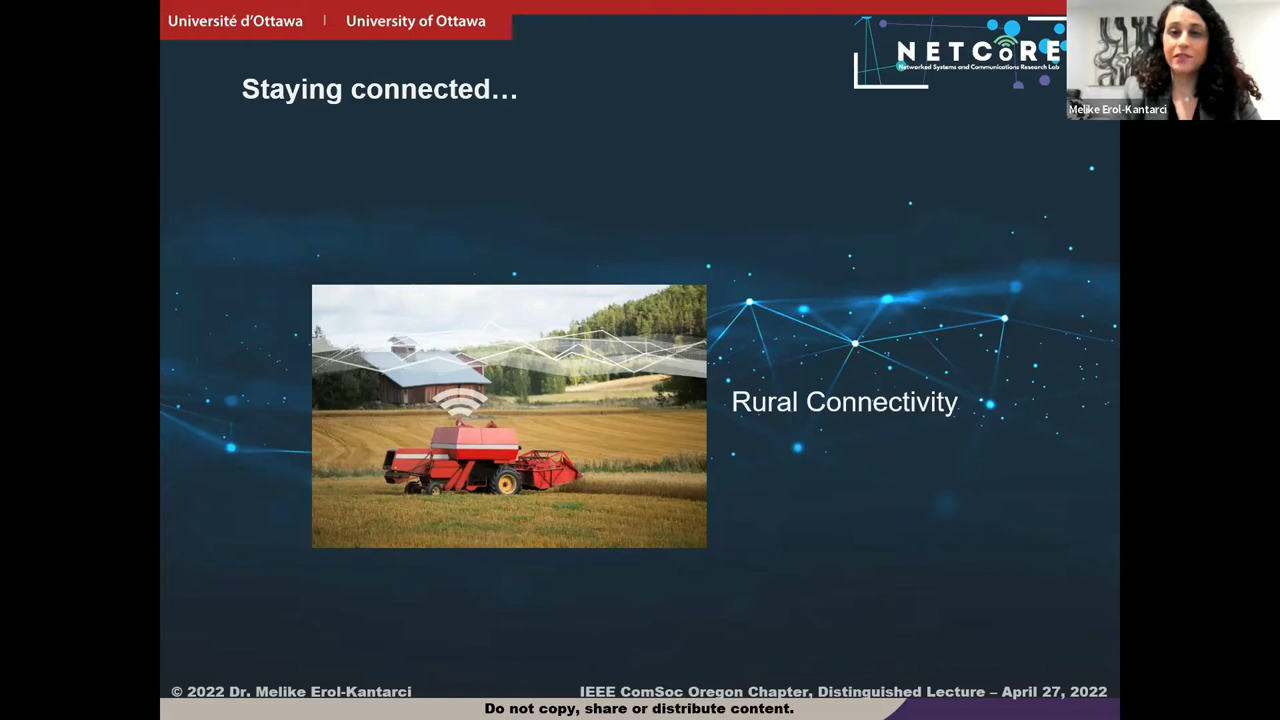 Université d'Ottawa | University of Ottawa
NETCORE
Networked Systems and Communications Research Lab
Staying connected…
Melike Erol-Kantarci
Rural Connectivity
© 2022 Dr. Melike Erol-Kantarci
IEEE ComSoc Oregon Chapter, Distinguished Lecture – April 27, 2022
Do not copy, share or distribute content.